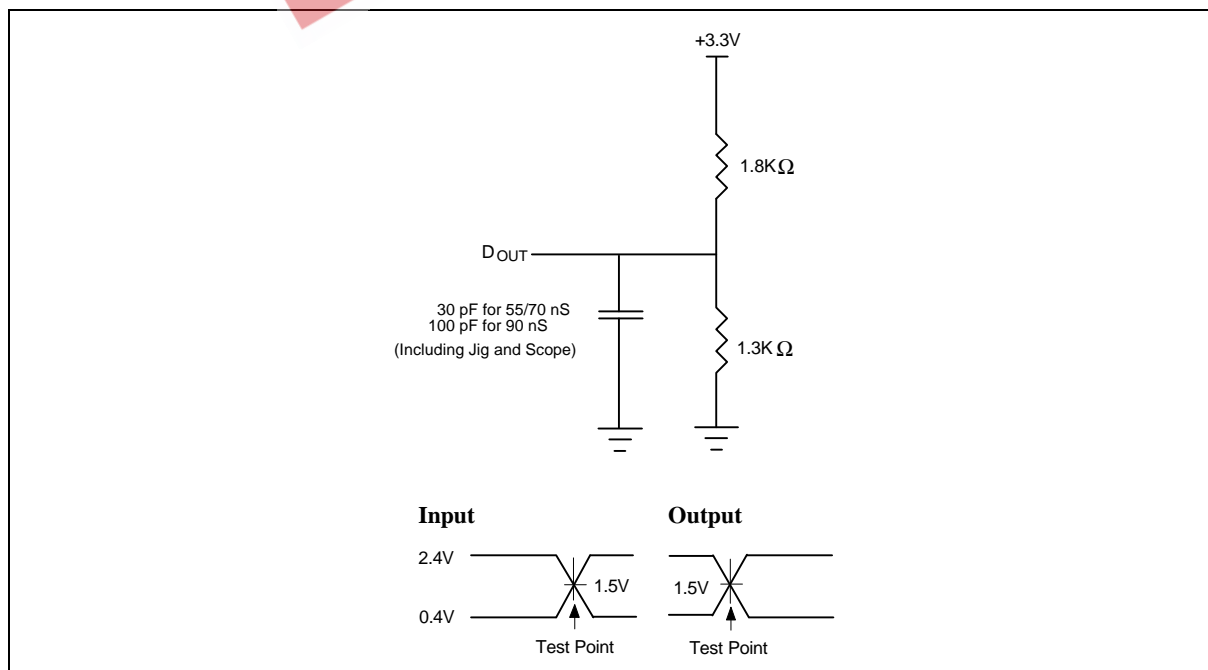 +3.3V
1.8KΩ
DOUT
30 pF for 55/70 nS
100 pF for 90 nS
(Including Jig and Scope)
1.3KΩ
Input
Output
2.4V
1.5V
1.5V
0.4V
Test Point
Test Point